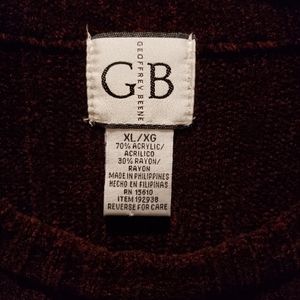 GB
GEOFFREY BEENE
XL/XG
70% ACRYLIC/
ACRILICO
30% RAYON/
RAYON
MADE IN PHILIPPINES
HECHO EN FILIPINAS
RN 15610
ITEM 192938
REVERSE FOR CARE